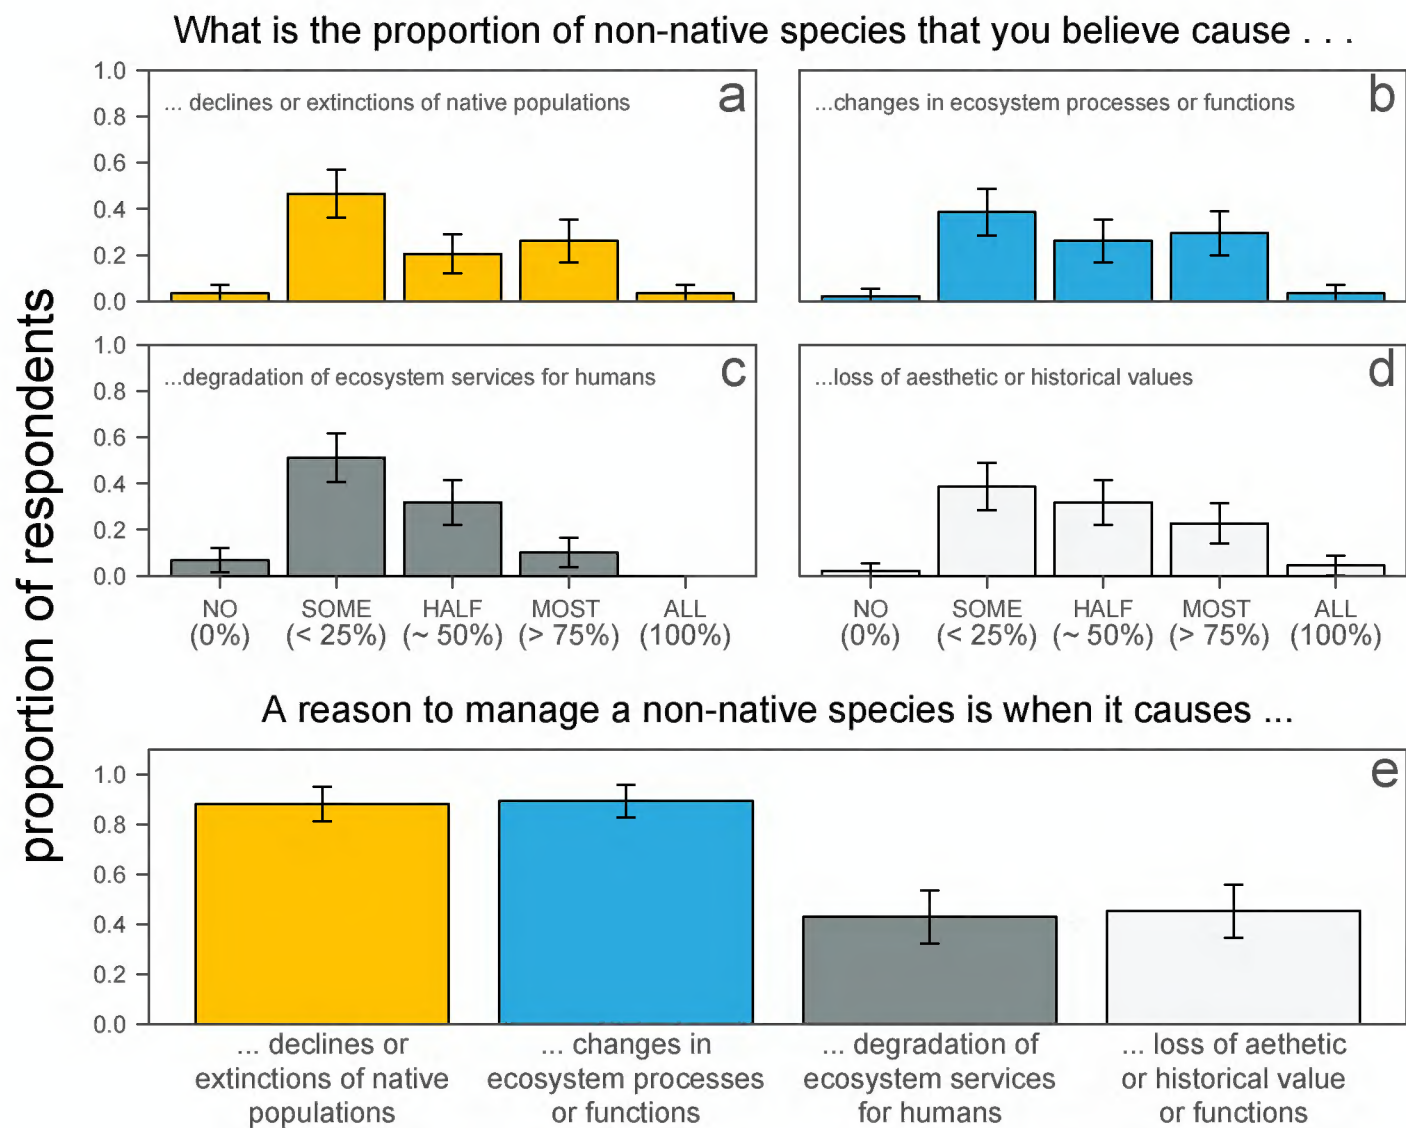 What is the proportion of non-native species that you believe cause . . .
proportion of respondents
... declines or extinctions of native populations
a
1.0
0.8
0.6
0.4
0.2
0.0
...changes in ecosystem processes or functions
b
...degradation of ecosystem services for humans
c
1.0
0.8
0.6
0.4
0.2
0.0
NO SOME HALF MOST ALL
(0%) (< 25%) (~ 50%) (> 75%) (100%)
...loss of aesthetic or historical values
d
NO SOME HALF MOST ALL
(0%) (< 25%) (~ 50%) (> 75%) (100%)
A reason to manage a non-native species is when it causes ...
e
1.0
0.8
0.6
0.4
0.2
0.0
... declines or
extinctions of native
populations
... changes in
ecosystem processes
or functions
... degradation of
ecosystem services
for humans
... loss of aethetic
or historical value
or functions